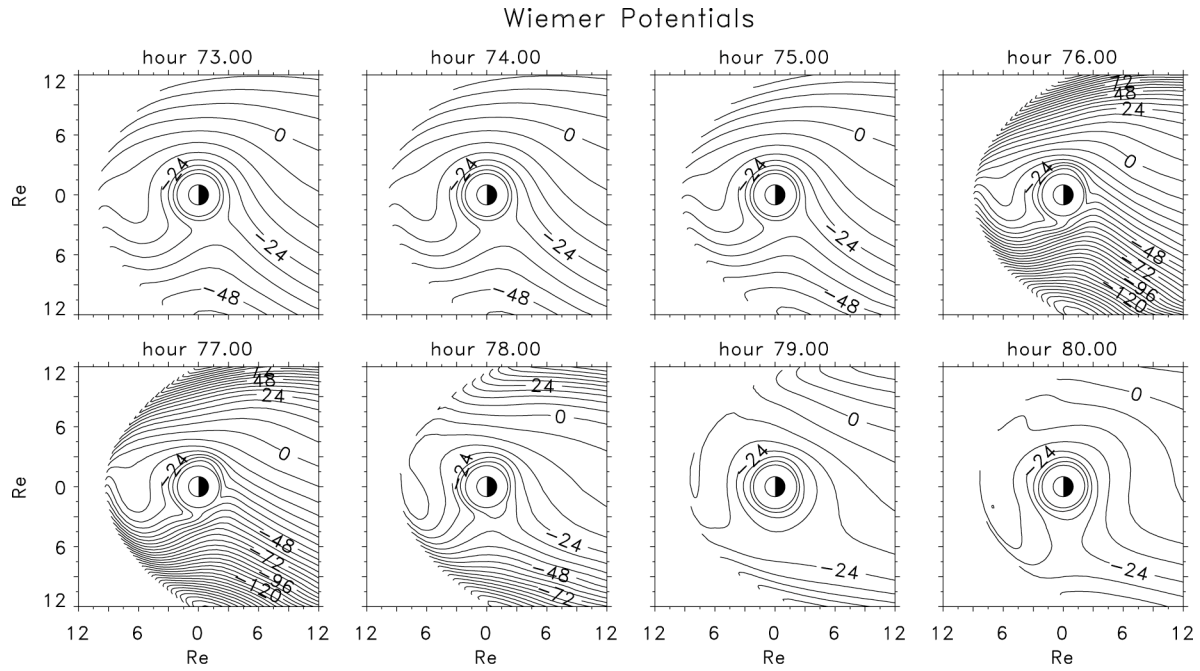 Wiemer Potentials
hour 73.00 hour 74.00 hour 75.00 hour 76.00
12 72
48
24
6 0 0 0 0
-24 -24 -24 -24
Re 0
-24 -24 -24 -48
6 -72
-96
-48 -48 -48 -120
12
hour 77.00 hour 78.00 hour 79.00 hour 80.00
12 72
48 24
24 0 0 0
6
0
-24 -24 -24 -24
Re 0
-48 -24
6 -72 -48 -24 -24
-96 -72
-120
12
12 6 0 6 12 12 6 0 6 12 12 6 0 6 12 12 6 0 6 12
Re Re Re Re